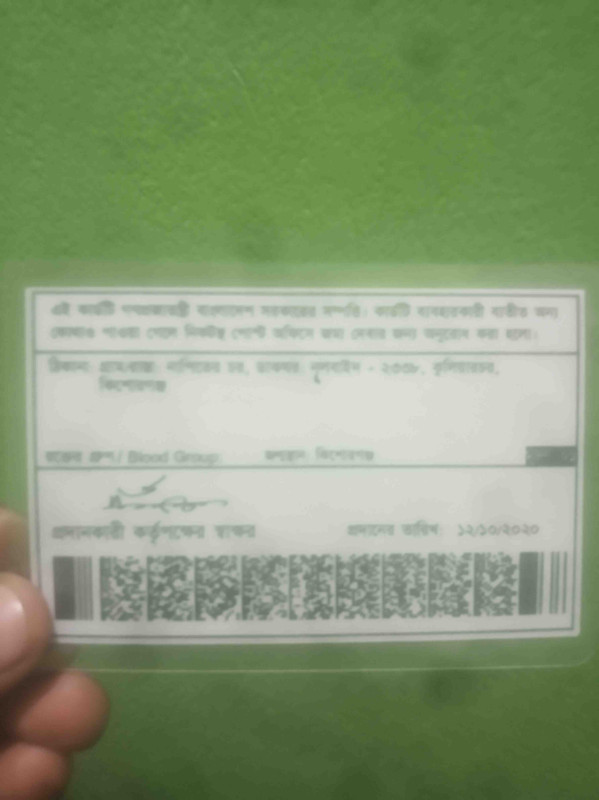 এই কার্ডটি গণপ্রজাতন্ত্রী বাংলাদেশ সরকারের সম্পত্তি। কার্ডটি ব্যবহারকারী ব্যতীত অন্য
কোথাও পাওয়া গেলে নিকটস্থ পোস্ট অফিসে জমা দেবার জন্য অনুরোধ করা হলো।
ঠিকানা: গ্রাম/রাস্তা: নাপিতের চর, ডাকঘর: - ২৩৩৮, কুলিয়ারচর,
কিশোরগঞ্জ
রক্তের গ্রুপ / Blood Group: জন্মস্থান: কিশোরগঞ্জ
প্রদানকারী কর্তৃপক্ষের স্বাক্ষর প্রদানের তারিখ: ১২/১০/২০২০